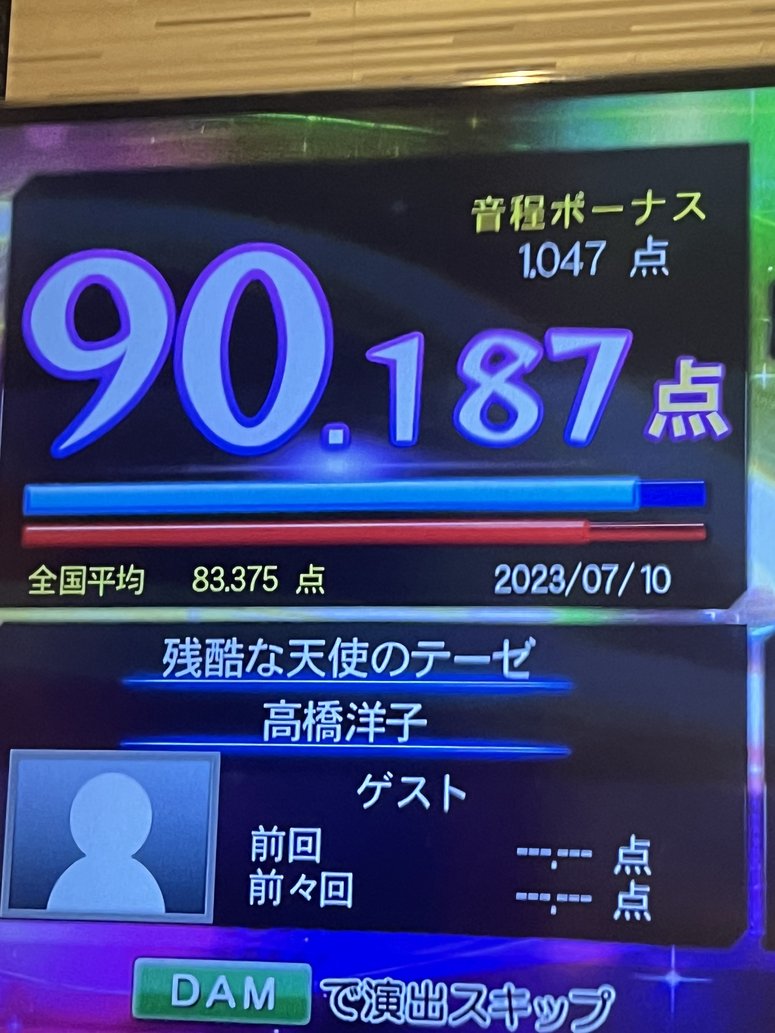 音程ボーナス
1.047 点
90.187点
全国平均 83.375 点 2023/07/10
残酷な天使のテーゼ
高橋洋子
ゲスト
前回 ---.--- 点
前々回 ---.--- 点
DAM で演出スキップ